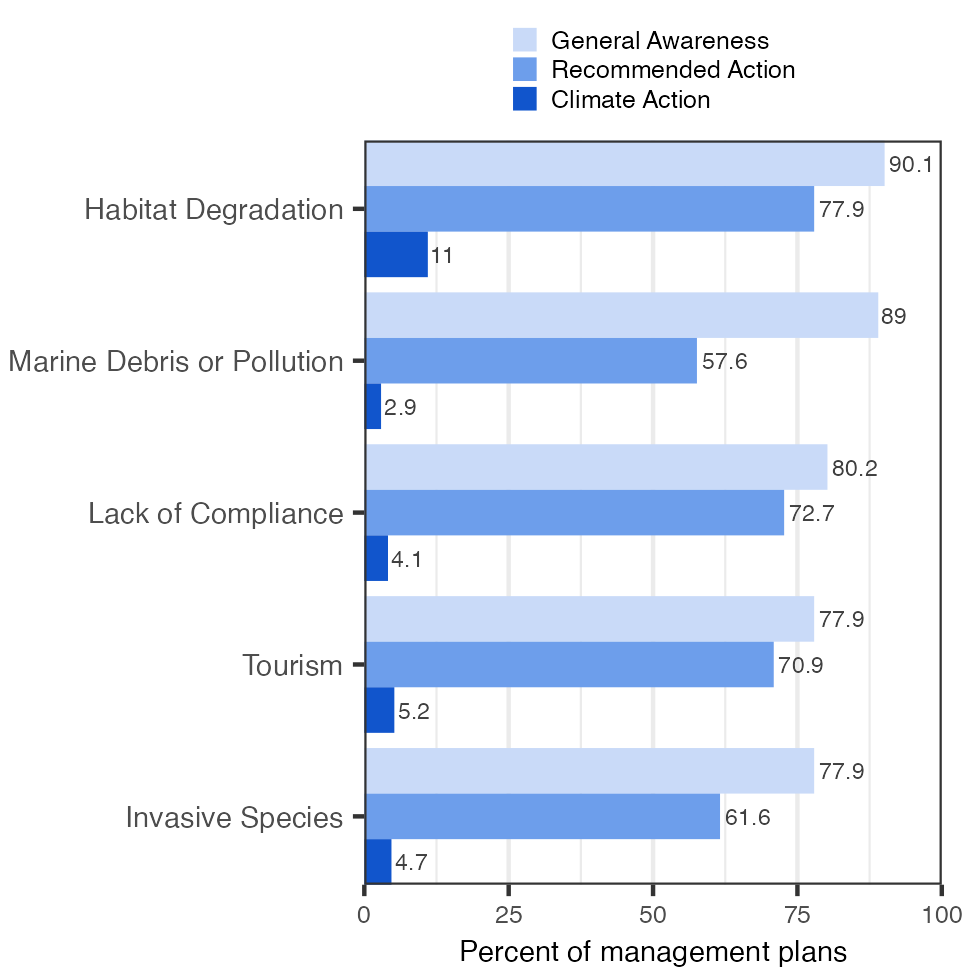 General Awareness
Recommended Action
Climate Action
Habitat Degradation
90.1
77.9
11
Marine Debris or Pollution
89
57.6
2.9
Lack of Compliance
80.2
72.7
4.1
Tourism
77.9
70.9
5.2
Invasive Species
77.9
61.6
4.7
0 25 50 75 100
Percent of management plans